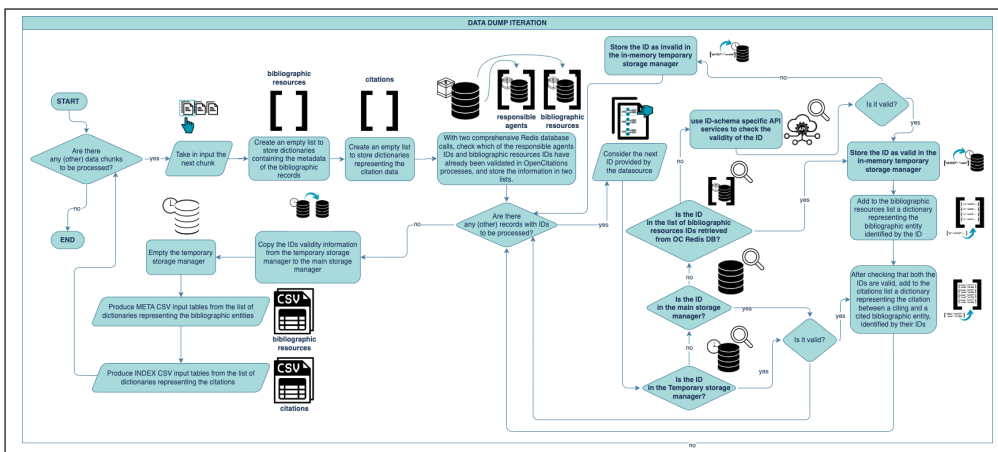 DATA DUMP ITERATION
START
Are there
any (other) data chunks
to be processed?
yes
no
END
Take in input the
next chunk
bibliographic
resources
Create an empty list to
store dictionaries
containing the metadata
of the bibliographic
records
citations
Create an empty list to
store dictionaries
representing the
citation data
responsible
agents
bibliographic
resources
With two comprehensive Redis database
calls, check which of the responsible agents
IDs and bibliographic resources IDs have
already been validated in OpenCitations
processes, and store the information in two
lists.
Are there
any (other) records with IDs
to be processed?
yes
no
Copy the IDs validity information
from the temporary storage
manager to the main storage
manager
Empty the temporary
storage manager
Produce META CSV input tables from the list of
dictionaries representing the bibliographic entities
CSV
bibliographic
resources
Produce INDEX CSV input tables from the list of
dictionaries representing the citations
CSV
citations
Consider the next
ID provided by
the datasource
Is the ID
in the Temporary storage
manager?
yes
no
Is the ID
in the main storage
manager?
yes
no
Is the ID
in the list of bibliographic
resources IDs retrieved
from OC Redis DB?
yes
no
use ID-schema specific API
services to check the
validity of the ID
Is it valid?
no
yes
Store the ID as invalid in
the in-memory temporary
storage manager
Store the ID as valid in the
in-memory temporary
storage manager
Add to the bibliographic
resources list a dictionary
representing the
bibliographic entity
identified by the ID
After checking that both the
IDs are valid, add to the
citations list a dictionary
representing the citation
between a citing and a
cited bibliographic entity,
identified by their IDs
Is it valid?
yes
no